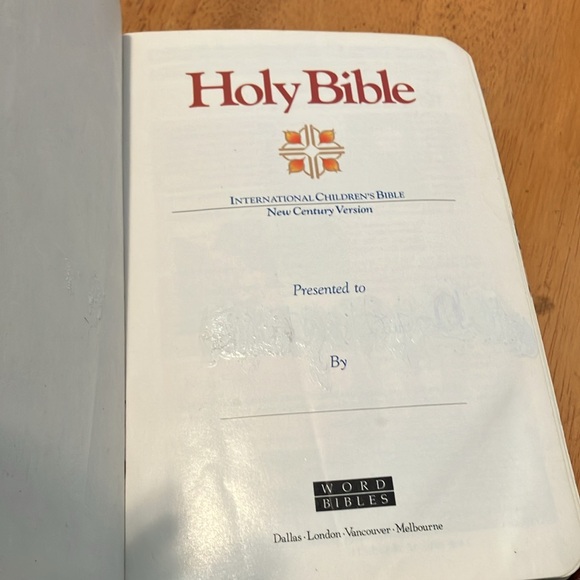 Holy Bible
INTERNATIONAL CHILDREN'S BIBLE
New Century Version
Presented to
By
WORD
BIBLES
Dallas · London · Vancouver · Melbourne